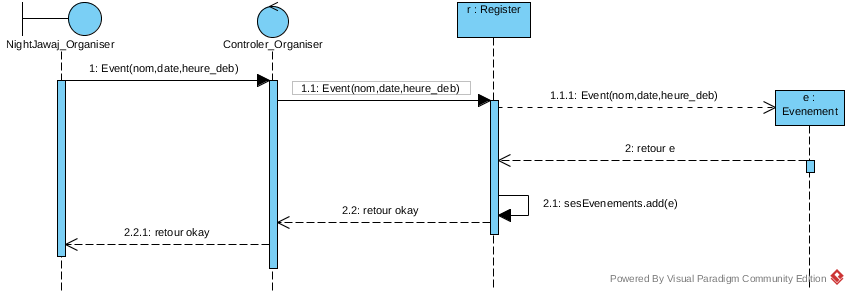 r : Register
NightJawaj_Organiser
Controler_Organiser
1: Event(nom,date,heure_deb)
1.1: Event(nom,date,heure_deb)
1.1.1: Event(nom,date,heure_deb)
e :
Evenement
2: retour e
2.1: sesEvenements.add(e)
2.2: retour okay
2.2.1: retour okay
Powered By Visual Paradigm Community Edition